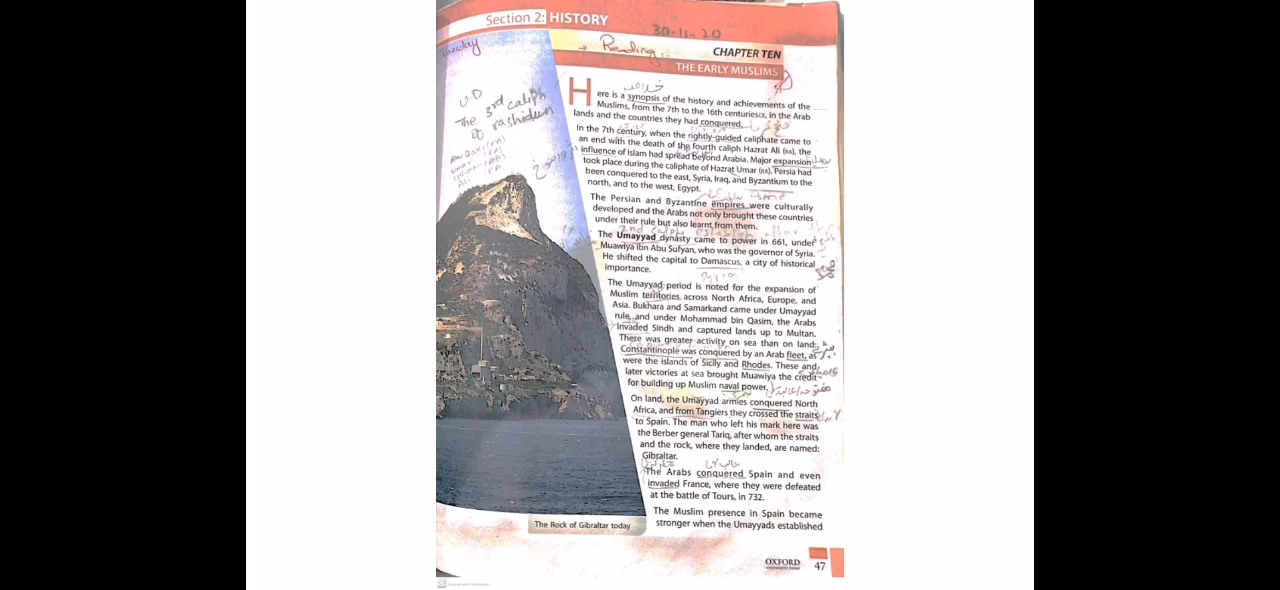 Section 2: HISTORY
30-11-20
Reading
CHAPTER TEN
THE EARLY MUSLIMS
The 3rd caliph
of rashidun
خلاصہ
Here is a synopsis of the history and achievements of the
Muslims, from the 7th to the 16th centuries, in the Arab
lands and the countries they had conquered.
In the 7th century, when the rightly-guided caliphate came to
an end with the death of the fourth caliph Hazrat Ali (RA), the
influence of Islam had spread beyond Arabia. Major expansion
took place during the caliphate of Hazrat Umar (RA). Persia had
been conquered to the east, Syria, Iraq, and Byzantium to the
north, and to the west, Egypt.
The Persian and Byzantine empires were culturally
developed and the Arabs not only brought these countries
under their rule but also learnt from them.
2nd caliph establish after
The Umayyad dynasty came to power in 661, under
Muawiya ibn Abu Sufyan, who was the governor of Syria.
He shifted the capital to Damascus, a city of historical
importance.
Syria
The Umayyad period is noted for the expansion of
Muslim territories across North Africa, Europe, and
Asia. Bukhara and Samarkand came under Umayyad
rule, and under Mohammad bin Qasim, the Arabs
invaded Sindh and captured lands up to Multan.
There was greater activity on sea than on land:
Constantinople was conquered by an Arab fleet, as
were the islands of Sicily and Rhodes. These and
later victories at sea brought Muawiya the credit
for building up Muslim naval power.
On land, the Umayyad armies conquered North
Africa, and from Tangiers they crossed the straits
to Spain. The man who left his mark here was
the Berber general Tariq, after whom the straits
and the rock, where they landed, are named:
Gibraltar.
The Arabs conquered Spain and even
invaded France, where they were defeated
at the battle of Tours, in 732.
The Muslim presence in Spain became
stronger when the Umayyads established
The Rock of Gibraltar today
OXFORD
47